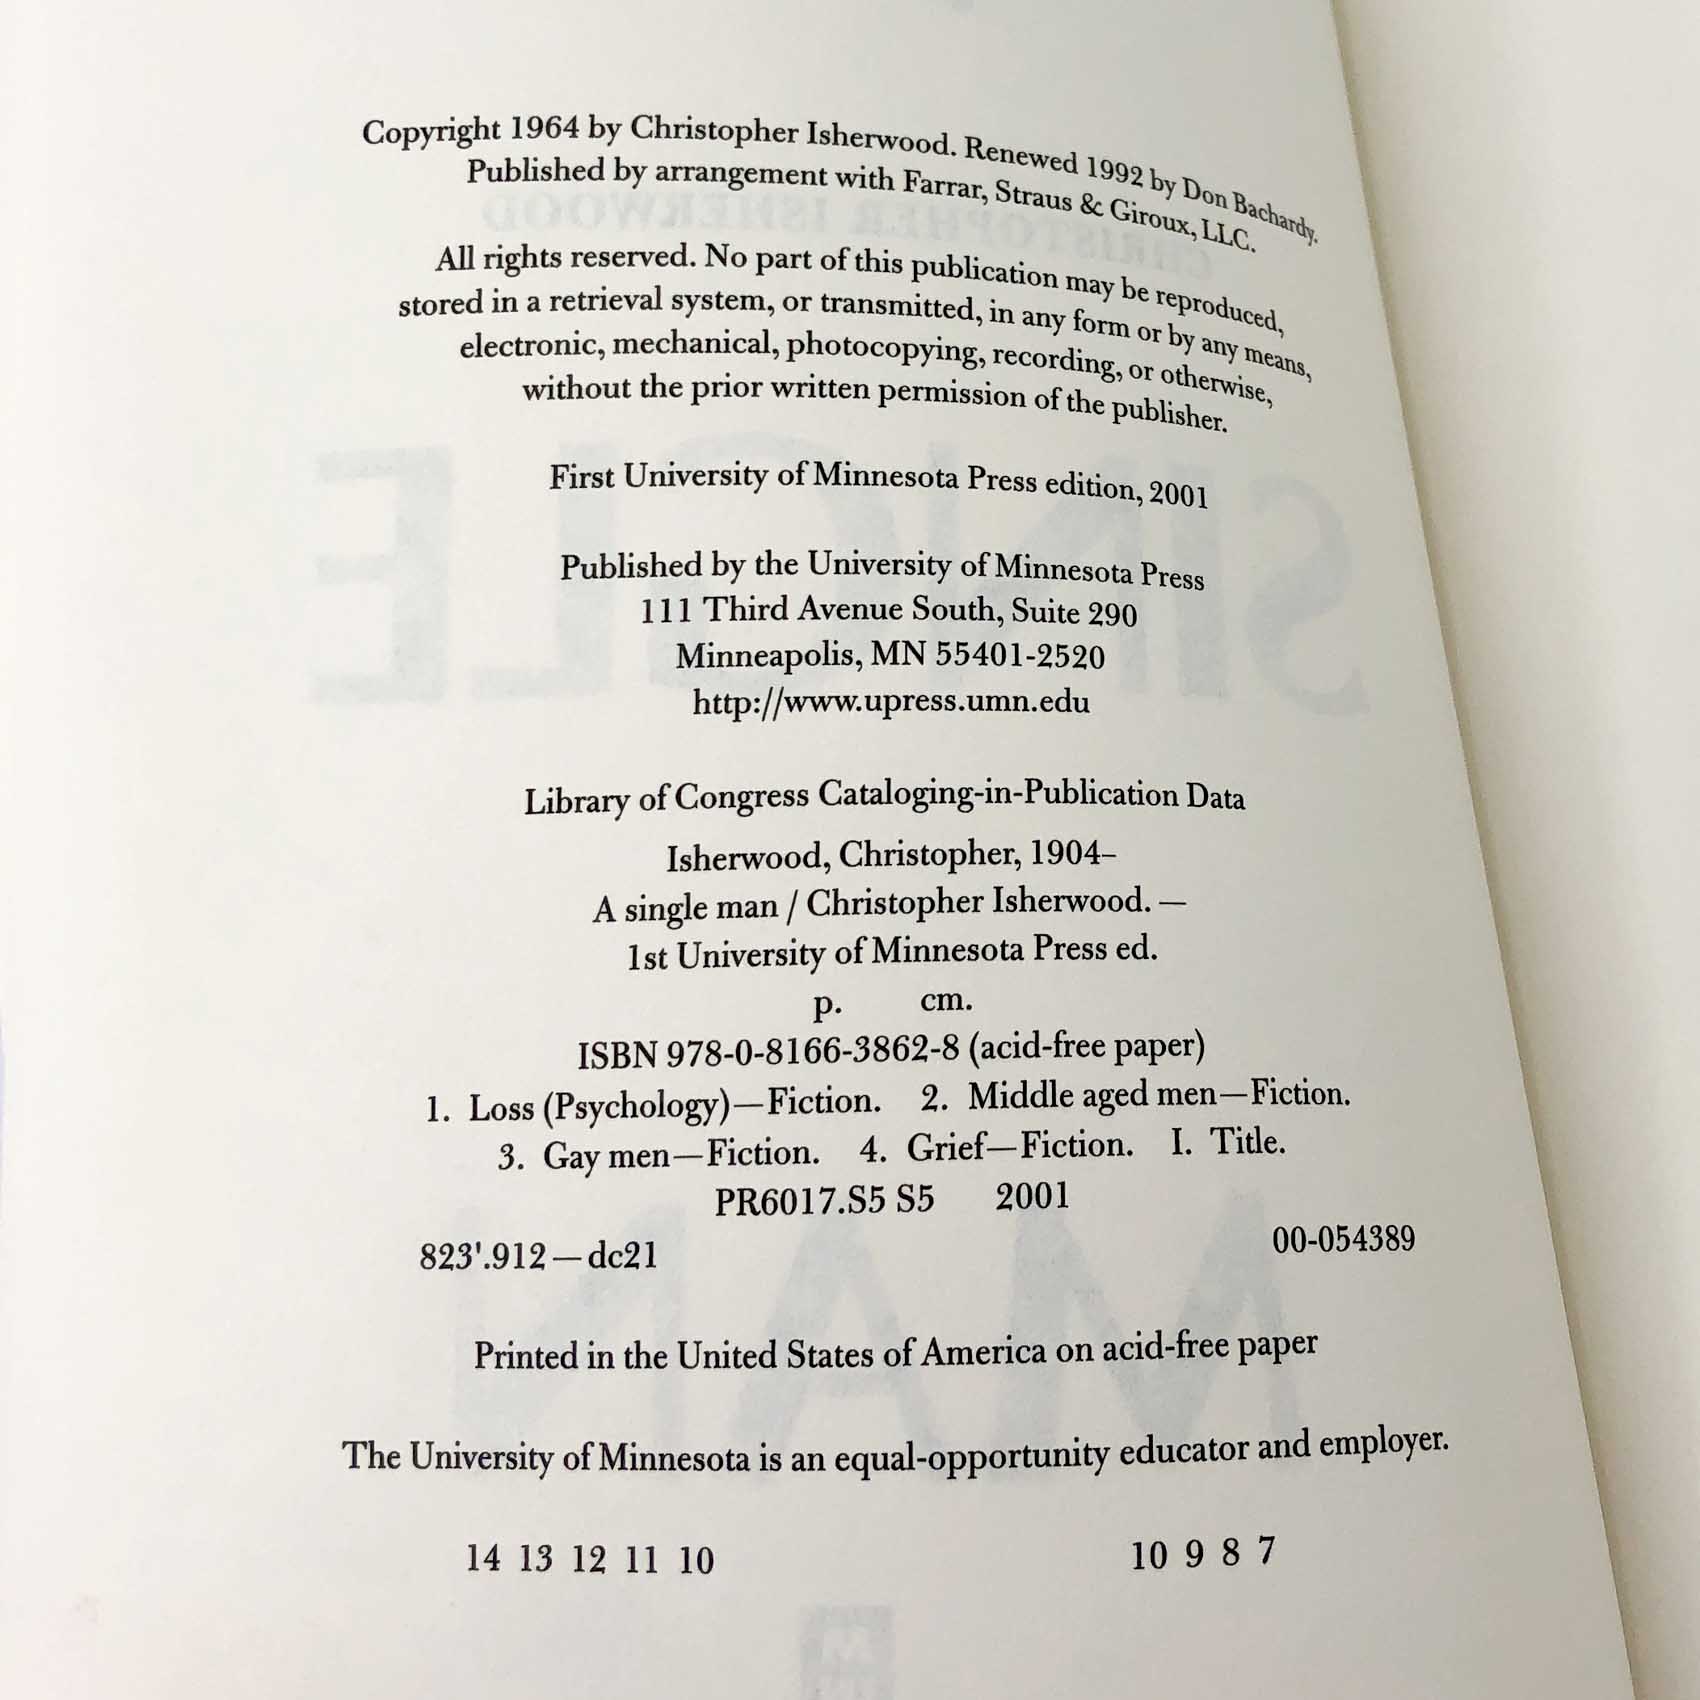 Copyright 1964 by Christopher Isherwood. Renewed 1992 by Don Bachardy.
Published by arrangement with Farrar, Straus & Giroux, LLC.
All rights reserved. No part of this publication may be reproduced,
stored in a retrieval system, or transmitted, in any form or by any means,
electronic, mechanical, photocopying, recording, or otherwise,
without the prior written permission of the publisher.
First University of Minnesota Press edition, 2001
Published by the University of Minnesota Press
111 Third Avenue South, Suite 290
Minneapolis, MN 55401-2520
http://www.upress.umn.edu
Library of Congress Cataloging-in-Publication Data
Isherwood, Christopher, 1904–
A single man / Christopher Isherwood. —
1st University of Minnesota Press ed.
p. cm.
ISBN 978-0-8166-3862-8 (acid-free paper)
1. Loss (Psychology)—Fiction. 2. Middle aged men—Fiction.
3. Gay men—Fiction. 4. Grief—Fiction. I. Title.
PR6017.S5 S5 2001
823'.912—dc21 00-054389
Printed in the United States of America on acid-free paper
The University of Minnesota is an equal-opportunity educator and employer.
14 13 12 11 10 10 9 8 7